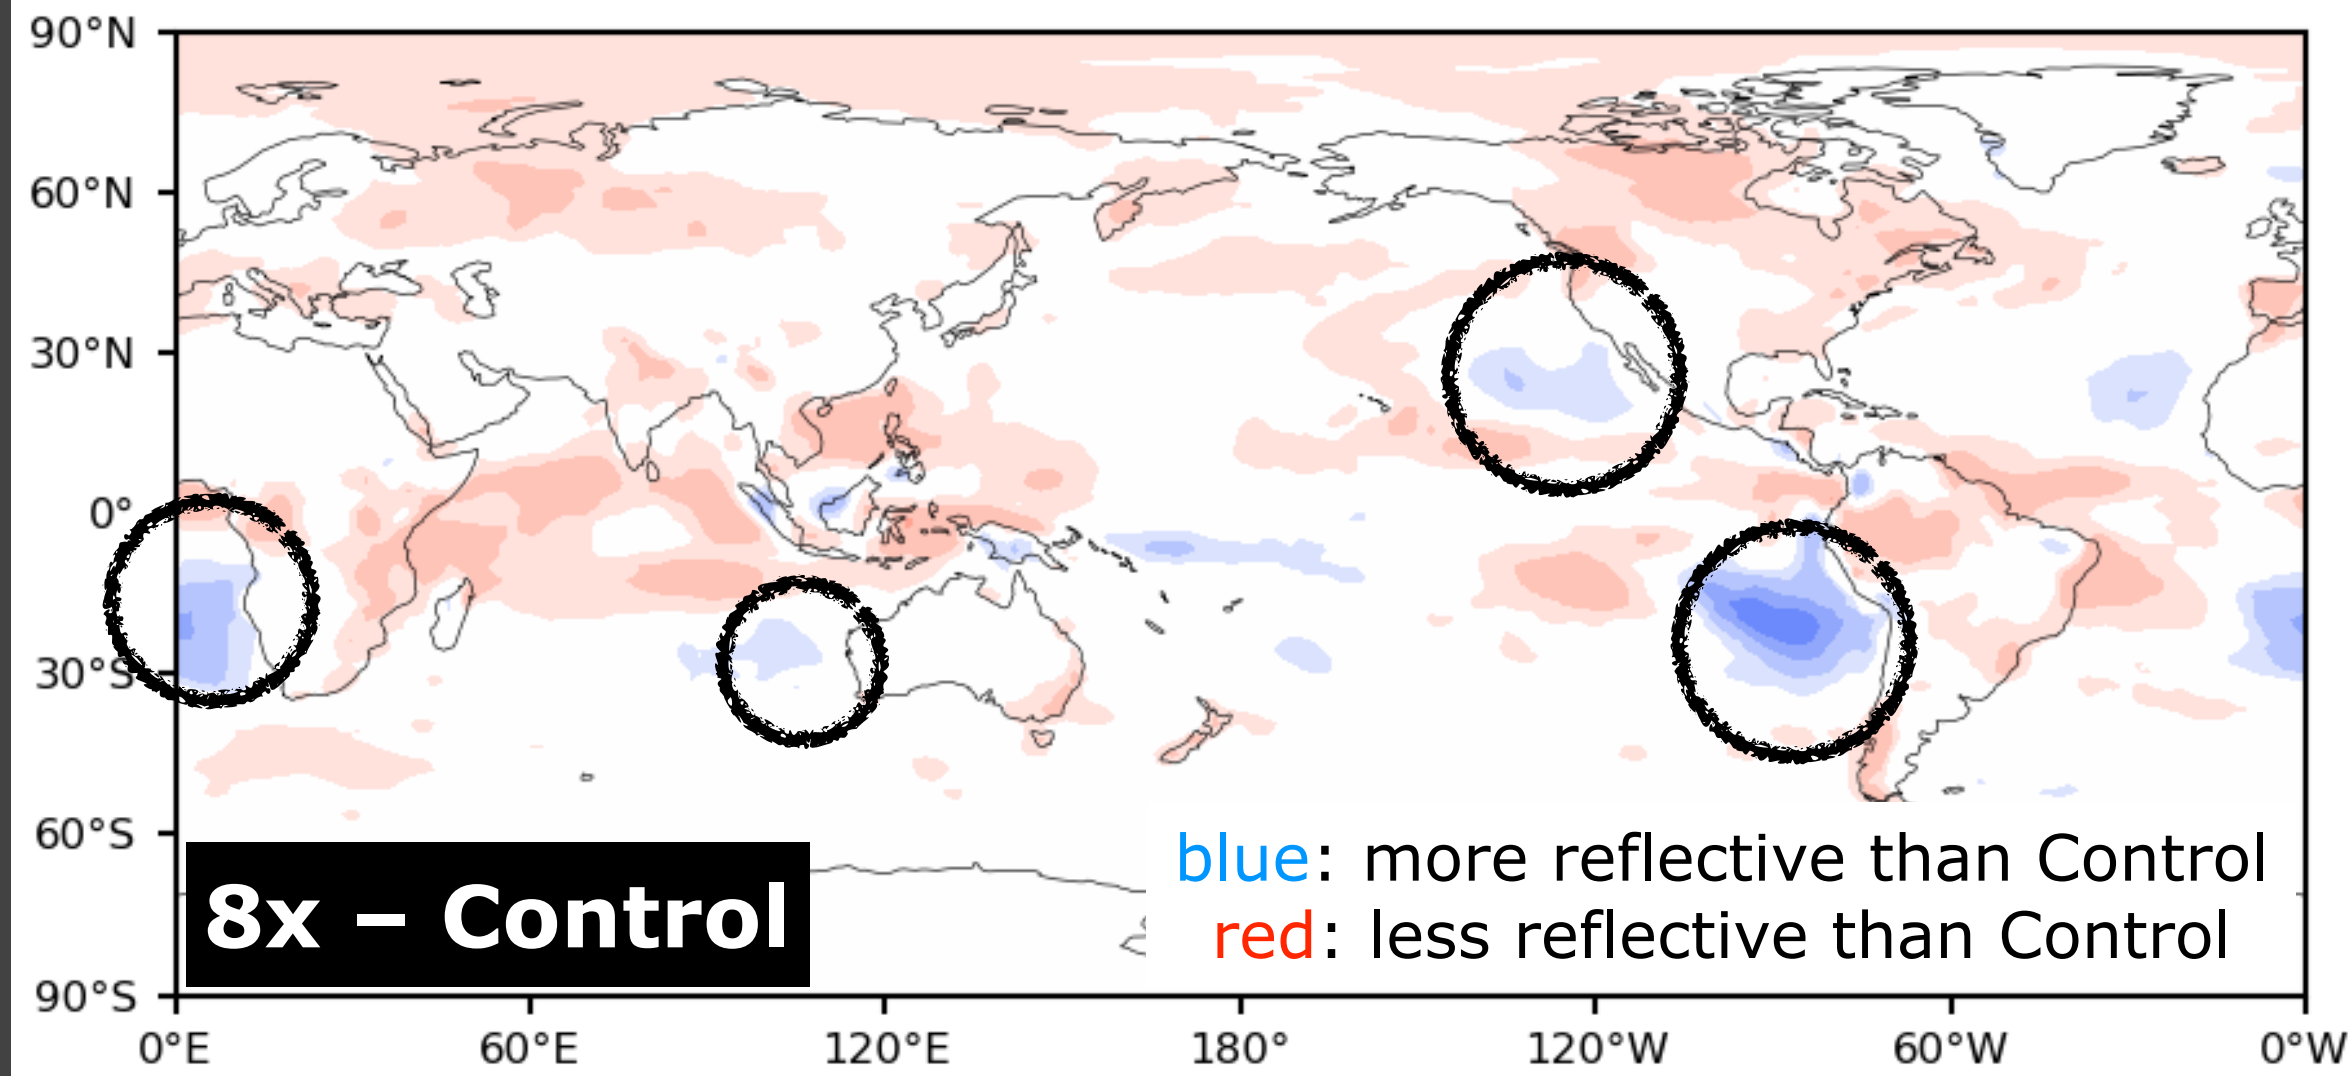 90°N
60°N
30°N
0°
30°S
60°S
90°S
blue: more reflective than Control
8x – Control
red: less reflective than Control
0°E 60°E 120°E 180° 120°W 60°W 0°W